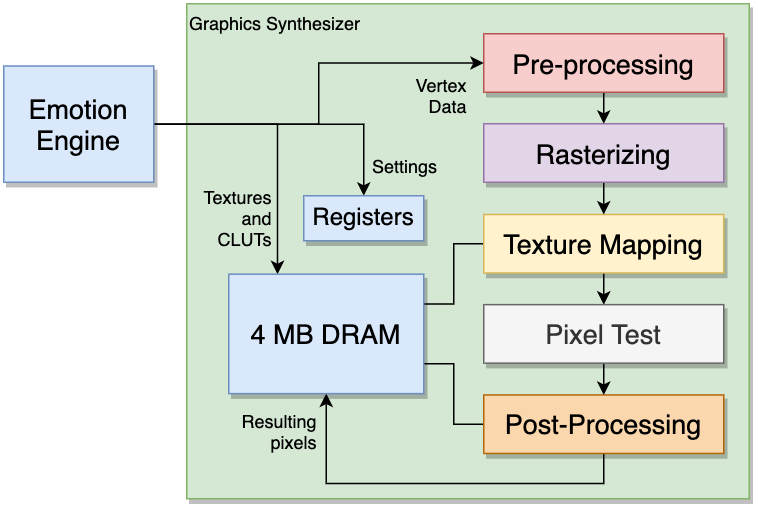 Graphics Synthesizer
Emotion
Engine
Vertex
Data
Pre-processing
Rasterizing
Settings
Textures
and
CLUTs
Registers
Texture Mapping
4 MB DRAM
Pixel Test
Resulting
pixels
Post-Processing